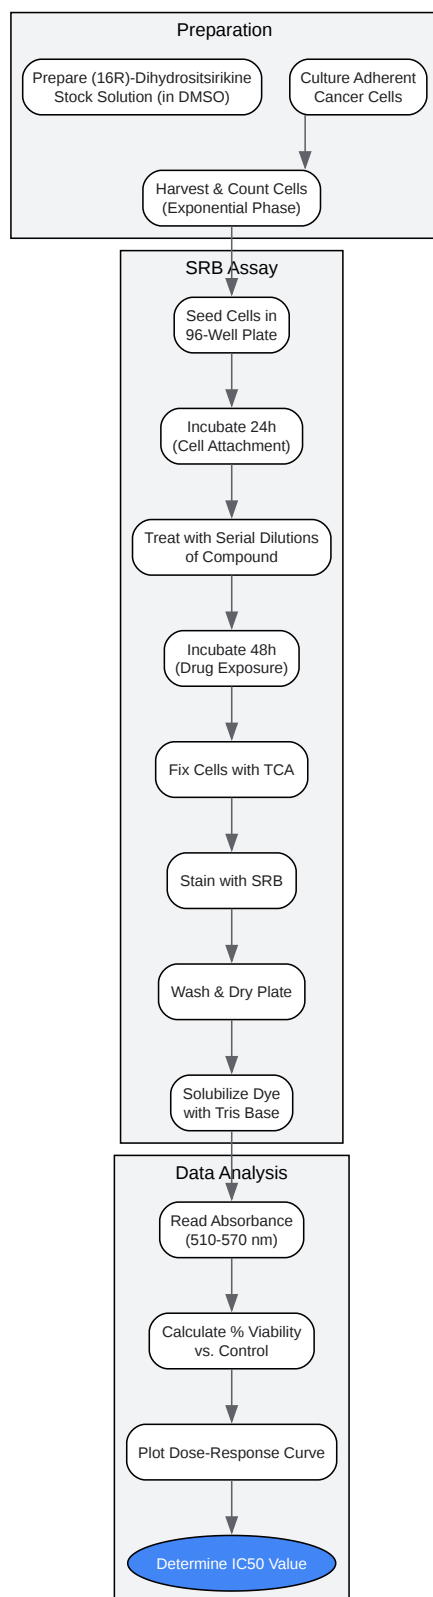 Preparation
Prepare (16R)-Dihydrositsirikine
Stock Solution (in DMSO)
Culture Adherent
Cancer Cells
Harvest & Count Cells
(Exponential Phase)
SRB Assay
Seed Cells in
96-Well Plate
Incubate 24h
(Cell Attachment)
Treat with Serial Dilutions
of Compound
Incubate 48h
(Drug Exposure)
Fix Cells with TCA
Stain with SRB
Wash & Dry Plate
Solubilize Dye
with Tris Base
Data Analysis
Read Absorbance
(510-570 nm)
Calculate % Viability
vs. Control
Plot Dose-Response Curve
Determine IC50 Value